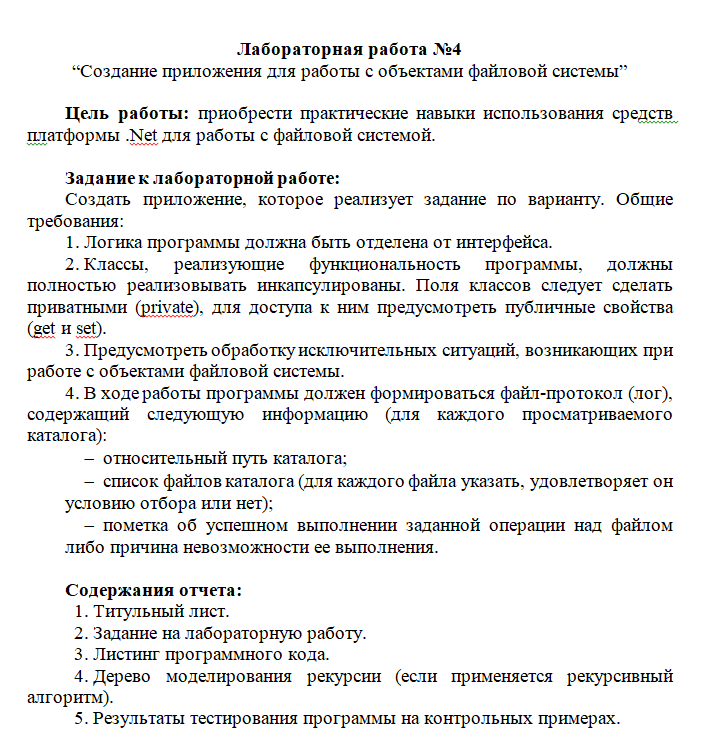 Лабораторная работа №4
“Создание приложения для работы с объектами файловой системы”
Цель работы: приобрести практические навыки использования средств
платформы .Net для работы с файловой системой.
Задание к лабораторной работе:
Создать приложение, которое реализует задание по варианту. Общие
требования:
1. Логика программы должна быть отделена от интерфейса.
2. Классы, реализующие функциональность программы, должны
полностью реализовывать инкапсулированы. Поля классов следует сделать
приватными (private), для доступа к ним предусмотреть публичные свойства
(get и set).
3. Предусмотреть обработку исключительных ситуаций, возникающих при
работе с объектами файловой системы.
4. В ходе работы программы должен формироваться файл-протокол (лог),
содержащий следующую информацию (для каждого просматриваемого
каталога):
– относительный путь каталога;
– список файлов каталога (для каждого файла указать, удовлетворяет он
условию отбора или нет);
– пометка об успешном выполнении заданной операции над файлом
либо причина невозможности ее выполнения.
Содержания отчета:
1. Титульный лист.
2. Задание на лабораторную работу.
3. Листинг программного кода.
4. Дерево моделирования рекурсии (если применяется рекурсивный
алгоритм).
5. Результаты тестирования программы на контрольных примерах.